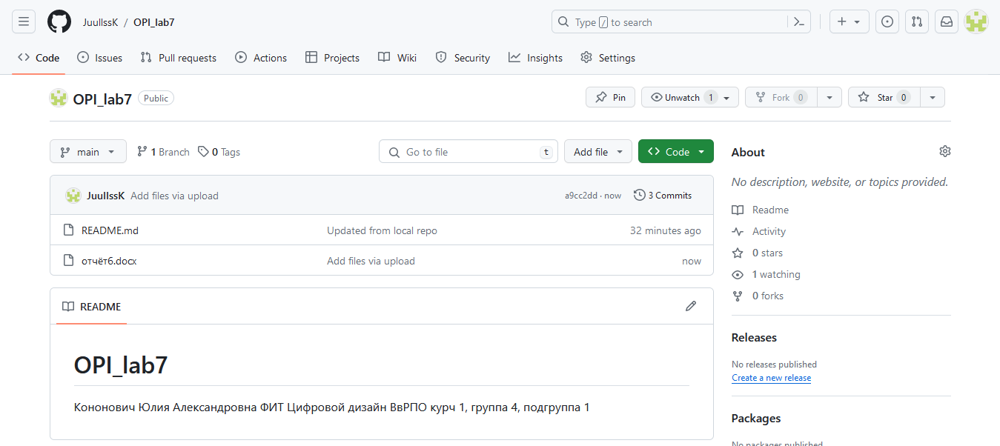 JuulIssK / OPI_lab7
Type / to search
Code Issues Pull requests Actions Projects Wiki Security Insights Settings
OPI_lab7 Public
Pin Unwatch 1 Fork 0 Star 0
main 1 Branch 0 Tags Go to file t Add file Code
JuulIssK Add files via upload a9cc2dd · now 3 Commits
README.md Updated from local repo 32 minutes ago
отчёт6.docx Add files via upload now
README
OPI_lab7
Кононович Юлия Александровна ФИТ Цифровой дизайн ВвРПО курч 1, группа 4, подгруппа 1
About
No description, website, or topics provided.
Readme
Activity
0 stars
1 watching
0 forks
Releases
No releases published
Create a new release
Packages
No packages published